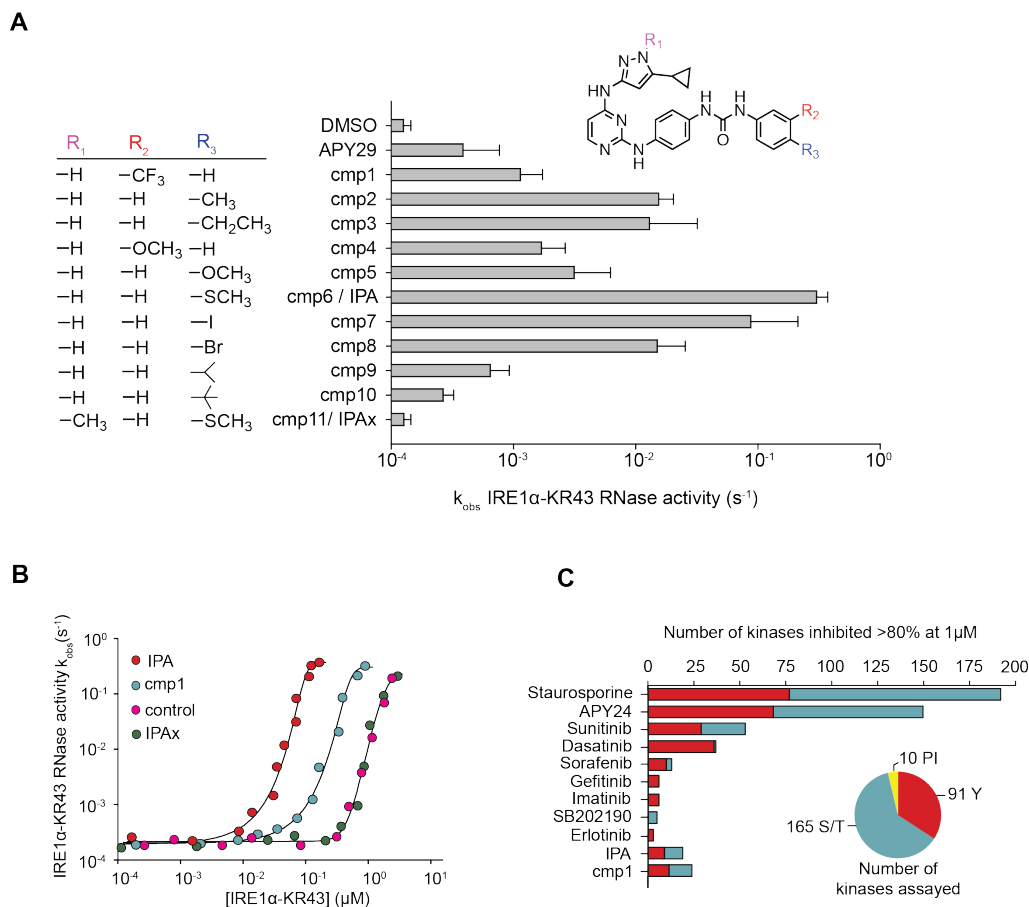 A
R₁
N N
HN
N
N
N
H
H
N
O
H
N
R₂
R₃
R₁ R₂ R₃
–H –CF₃ –H
–H –H –CH₃
–H –H –CH₂CH₃
–H –OCH₃ –H
–H –H –OCH₃
–H –H –SCH₃
–H –H –I
–H –H –Br
–H –H
–H –H
–CH₃ –H –SCH₃
DMSO
APY29
cmp1
cmp2
cmp3
cmp4
cmp5
cmp6 / IPA
cmp7
cmp8
cmp9
cmp10
cmp11/ IPAx
10⁻⁴ 10⁻³ 10⁻² 10⁻¹ 10⁰
k_obs IRE1α-KR43 RNase activity (s⁻¹)
B
IRE1α-KR43 RNase activity k_obs(s⁻¹)
10⁰
10⁻¹
10⁻²
10⁻³
10⁻⁴
IPA
cmp1
control
IPAx
10⁻⁴ 10⁻³ 10⁻² 10⁻¹ 10⁰ 10¹
[IRE1α-KR43] (μM)
C
Number of kinases inhibited >80% at 1μM
0 25 50 75 100 125 150 175 200
Staurosporine
APY24
Sunitinib
Dasatinib
Sorafenib
Gefitinib
Imatinib
SB202190
Erlotinib
IPA
cmp1
10 PI
91 Y
165 S/T
Number of
kinases assayed